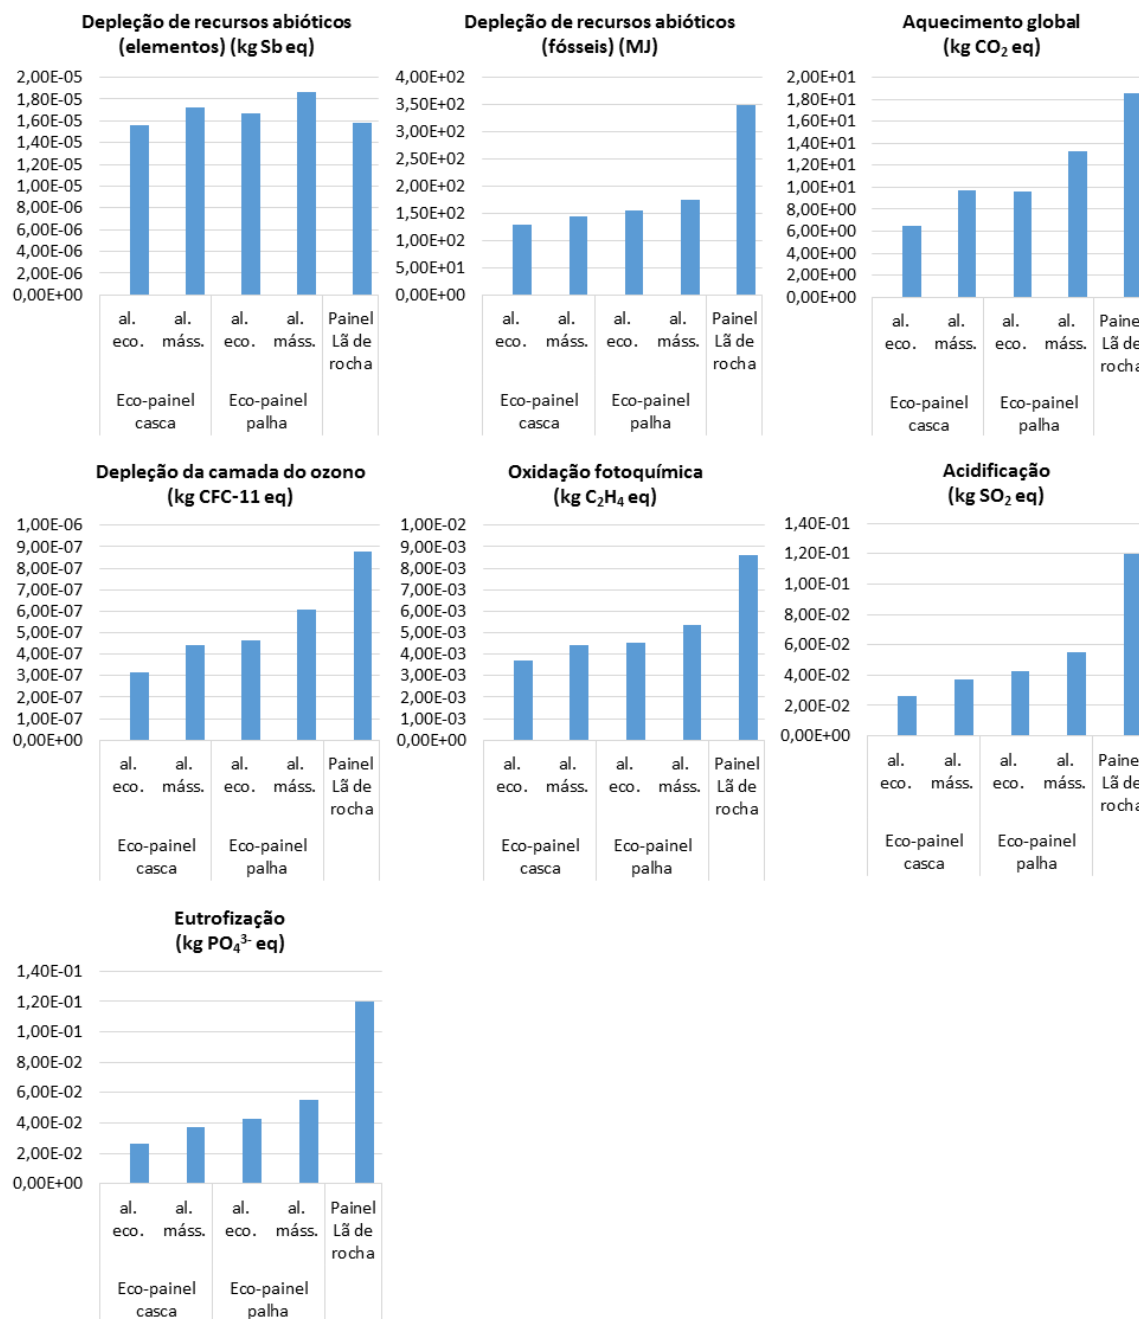 Depleção de recursos abióticos
(elementos) (kg Sb eq)
2,00E-05
1,80E-05
1,60E-05
1,40E-05
1,20E-05
1,00E-05
8,00E-06
6,00E-06
4,00E-06
2,00E-06
0,00E+00
al. al. al. al. Painel
eco. máss. eco. máss. Lã de
rocha
Eco-painel Eco-painel
casca palha
Depleção de recursos abióticos
(fósseis) (MJ)
4,00E+02
3,50E+02
3,00E+02
2,50E+02
2,00E+02
1,50E+02
1,00E+02
5,00E+01
0,00E+00
al. al. al. al. Painel
eco. máss. eco. máss. Lã de
rocha
Eco-painel Eco-painel
casca palha
Aquecimento global
(kg CO₂ eq)
2,00E+01
1,80E+01
1,60E+01
1,40E+01
1,20E+01
1,00E+01
8,00E+00
6,00E+00
4,00E+00
2,00E+00
0,00E+00
al. al. al. al. Painel
eco. máss. eco. máss. Lã de
rocha
Eco-painel Eco-painel
casca palha
Depleção da camada do ozono
(kg CFC-11 eq)
1,00E-06
9,00E-07
8,00E-07
7,00E-07
6,00E-07
5,00E-07
4,00E-07
3,00E-07
2,00E-07
1,00E-07
0,00E+00
al. al. al. al. Painel
eco. máss. eco. máss. Lã de
rocha
Eco-painel Eco-painel
casca palha
Oxidação fotoquímica
(kg C₂H₄ eq)
1,00E-02
9,00E-03
8,00E-03
7,00E-03
6,00E-03
5,00E-03
4,00E-03
3,00E-03
2,00E-03
1,00E-03
0,00E+00
al. al. al. al. Painel
eco. máss. eco. máss. Lã de
rocha
Eco-painel Eco-painel
casca palha
Acidificação
(kg SO₂ eq)
1,40E-01
1,20E-01
1,00E-01
8,00E-02
6,00E-02
4,00E-02
2,00E-02
0,00E+00
al. al. al. al. Painel
eco. máss. eco. máss. Lã de
rocha
Eco-painel Eco-painel
casca palha
Eutrofização
(kg PO₄³⁻ eq)
1,40E-01
1,20E-01
1,00E-01
8,00E-02
6,00E-02
4,00E-02
2,00E-02
0,00E+00
al. al. al. al. Painel
eco. máss. eco. máss. Lã de
rocha
Eco-painel Eco-painel
casca palha